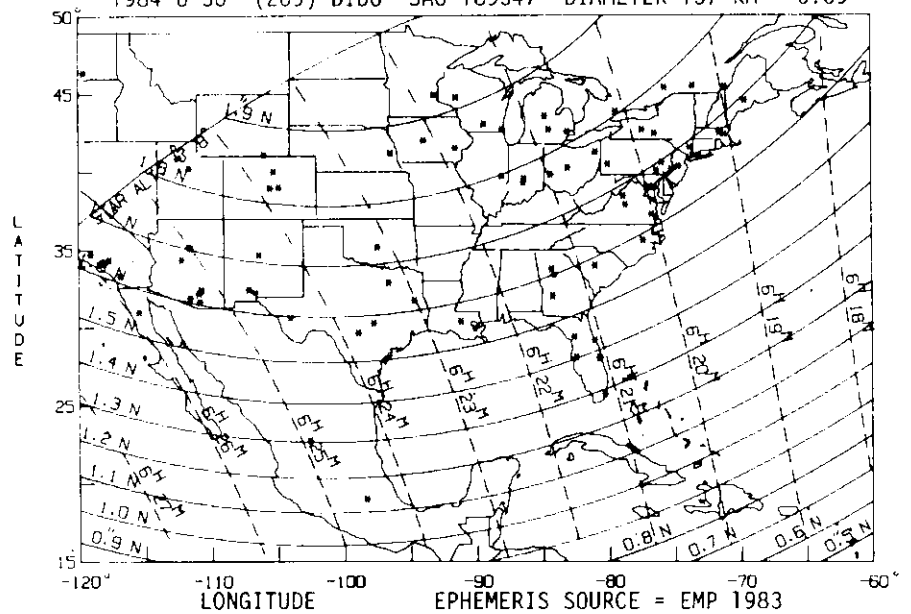 1984 6 30 (209) DIDO SAO 189347 DIAMETER 137 KM 0.09
50°
45
35
25
15
LATITUDE
1.9 N
STAR ALT
1.5 N
1.4 N
1.3 N
1.2 N
1.1 N
1.0 N
0.9 N
0.8 N
0.7 N
0.6 N
0.5 N
6H 27M
6H 26M
6H 25M
6H 24M
6H 23M
6H 22M
6H 21M
6H 20M
6H 19M
6H 18M
-120° -110 -100 -90 -80 -70 -60°
LONGITUDE EPHEMERIS SOURCE = EMP 1983